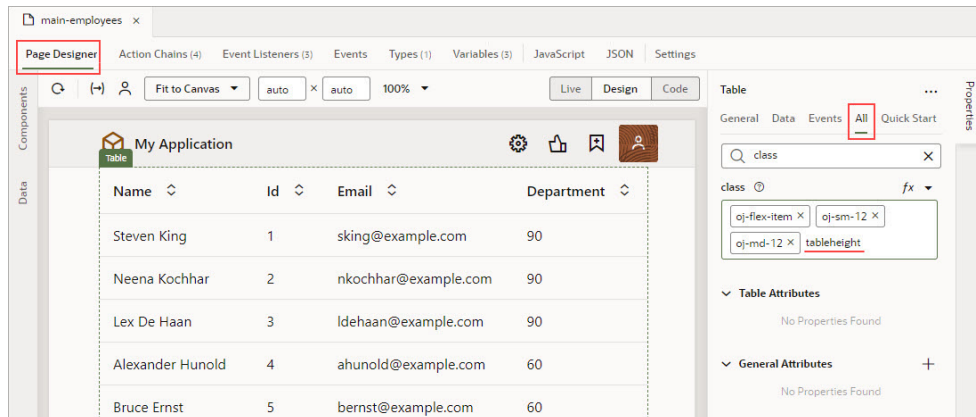 main-employees ×
Page Designer Action Chains (4) Event Listeners (3) Events Types (1) Variables (3) JavaScript JSON Settings
Components
Data
Fit to Canvas auto × auto 100% Live Design Code
My Application
Table
Name Id Email Department
Steven King 1 sking@example.com 90
Neena Kochhar 2 nkochhar@example.com 90
Lex De Haan 3 ldehaan@example.com 90
Alexander Hunold 4 ahunold@example.com 60
Bruce Ernst 5 bernst@example.com 60
Table ...
General Data Events All Quick Start
class ×
class fx
oj-flex-item × oj-sm-12 ×
oj-md-12 × tableheight
Table Attributes
No Properties Found
General Attributes +
No Properties Found
Properties